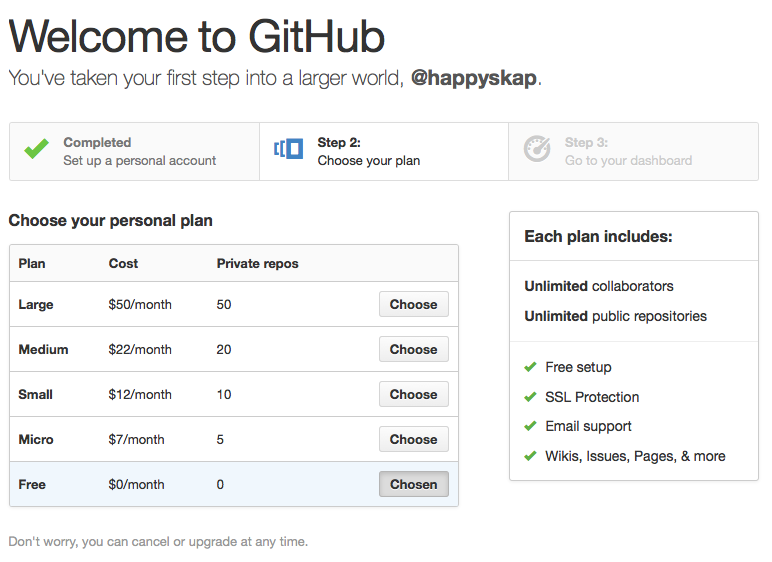 Welcome to GitHub
You've taken your first step into a larger world, @happyskap.
Completed
Set up a personal account
Step 2:
Choose your plan
Step 3:
Go to your dashboard
Choose your personal plan
Plan Cost Private repos
Large $50/month 50 Choose
Medium $22/month 20 Choose
Small $12/month 10 Choose
Micro $7/month 5 Choose
Free $0/month 0 Chosen
Don't worry, you can cancel or upgrade at any time.
Each plan includes:
Unlimited collaborators
Unlimited public repositories
Free setup
SSL Protection
Email support
Wikis, Issues, Pages, & more